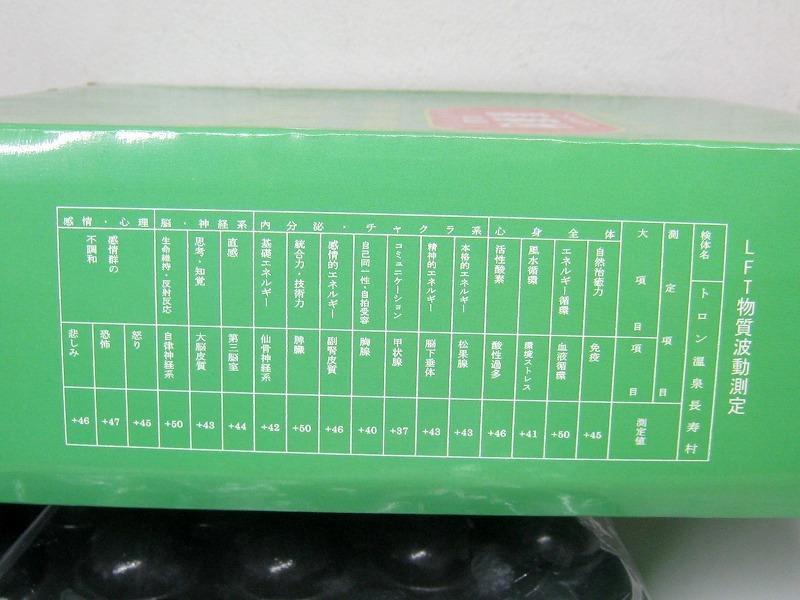 LFT物質波動測定
検体名 トロン温泉長寿村
測定項目
大項目 項目 測定値
心身全体
自然治癒力 免疫 +45
エネルギー循環 血液循環 +50
風水循環 環境ストレス +41
活性酸素 酸性過多 +46
内分泌・チャクラ系
本格的エネルギー 松果腺 +43
精神的エネルギー 脳下垂体 +43
コミュニケーション 甲状腺 +37
自己同一性・自拍受容 胸腺 +40
感情的エネルギー 副腎皮質 +46
統合力・技術力 脾臓 +50
基礎エネルギー 仙骨神経系 +42
脳・神経系
直感 第三脳室 +44
思考・知覚 大脳皮質 +43
生命維持・反射反応 自律神経系 +50
感情・心理
感情群の
不調和
怒り +45
恐怖 +47
悲しみ +46